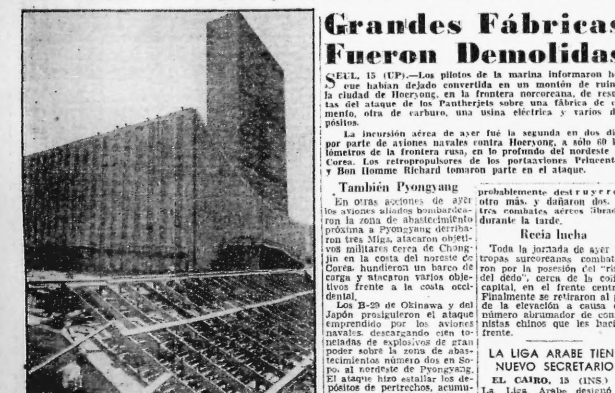 Grandes Fábricas
Fueron Demolidas
SEUL, 15 (UP).—Los pilotos de la marina informaron
que habían dejado convertida en un montón de
la ciudad de Hoeryong, en la frontera norcoreana, de
tas del ataque de los Pantherjets sobre una fábrica de
mento, otra de carburo, una usina eléctrica y varios
pósitos.
La incursión aérea de ayer fué la segunda en dos
por parte de aviones navales contra Hoeryong, a sólo 60
lómetros de la frontera rusa, en lo profundo del nordeste
Corea. Los retropropulsores de los portaaviones
y Bon Homme Richard tomaron parte en el ataque.
También Pyongyang
En otras acciones de ayer
los aviones aliados bombardea-
ron la zona de abastecimiento
próxima a Pyongyang derriba-
ron tres Migs, atacaron objeti-
vos militares cerca de Chong-
jin en la costa del noreste de
Corea, hundieron un barco de
carga y atacaron varios obje-
tivos frente a la costa occi-
dental.
Los B-29 de Okinawa y del
Japón prosiguieron el ataque
emprendido por los aviones
navales, descargando cien to-
neladas de explosivos de gran
poder sobre la zona de abas-
tecimientos número dos en So-
po, al nordeste de Pyongyang.
El ataque hizo estallar los de-
pósitos de pertrechos, acumu-
probablemente
otro más, y dañaron dos,
tres combates aéreos
durante la tarde.
Recia lucha
Toda la jornada de ayer
tropas surcoreanas
ron por la posesión del
del dedo", cerca de la
capital, en el frente
Finalmente se retiraron al
de la elevación a causa
número abrumador de
nistas chinos que les
frente.
LA LIGA ARABE
NUEVO SECRETARIO
EL CAIRO, 15 (INS.)
La Liga Arabe designó